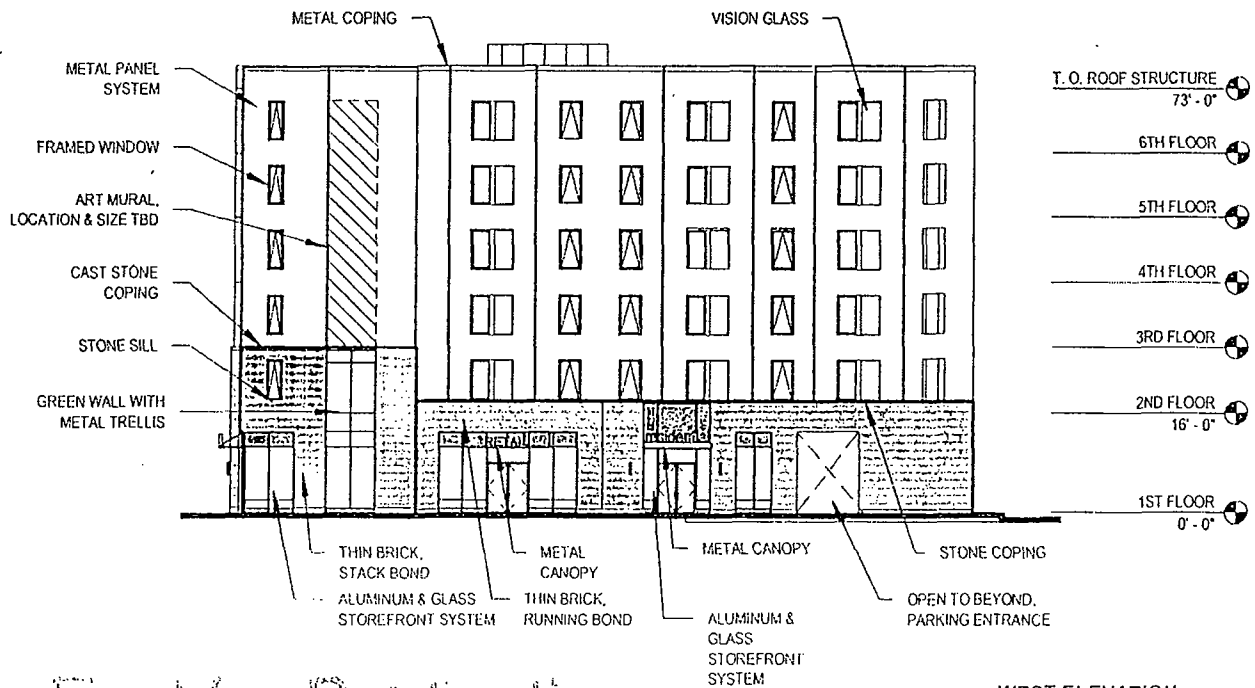 METAL COPING
VISION GLASS
METAL PANEL
SYSTEM
FRAMED WINDOW
ART MURAL,
LOCATION & SIZE TBD
CAST STONE
COPING
STONE SILL
GREEN WALL WITH
METAL TRELLIS
T. O. ROOF STRUCTURE
73' - 0"
6TH FLOOR
5TH FLOOR
4TH FLOOR
3RD FLOOR
2ND FLOOR
16' - 0"
1ST FLOOR
0' - 0"
RETAIL
THIN BRICK,
STACK BOND
ALUMINUM & GLASS
STOREFRONT SYSTEM
METAL
CANOPY
THIN BRICK,
RUNNING BOND
METAL CANOPY
ALUMINUM &
GLASS
STOREFRONT
SYSTEM
STONE COPING
OPEN TO BEYOND,
PARKING ENTRANCE
WEST ELEVATION